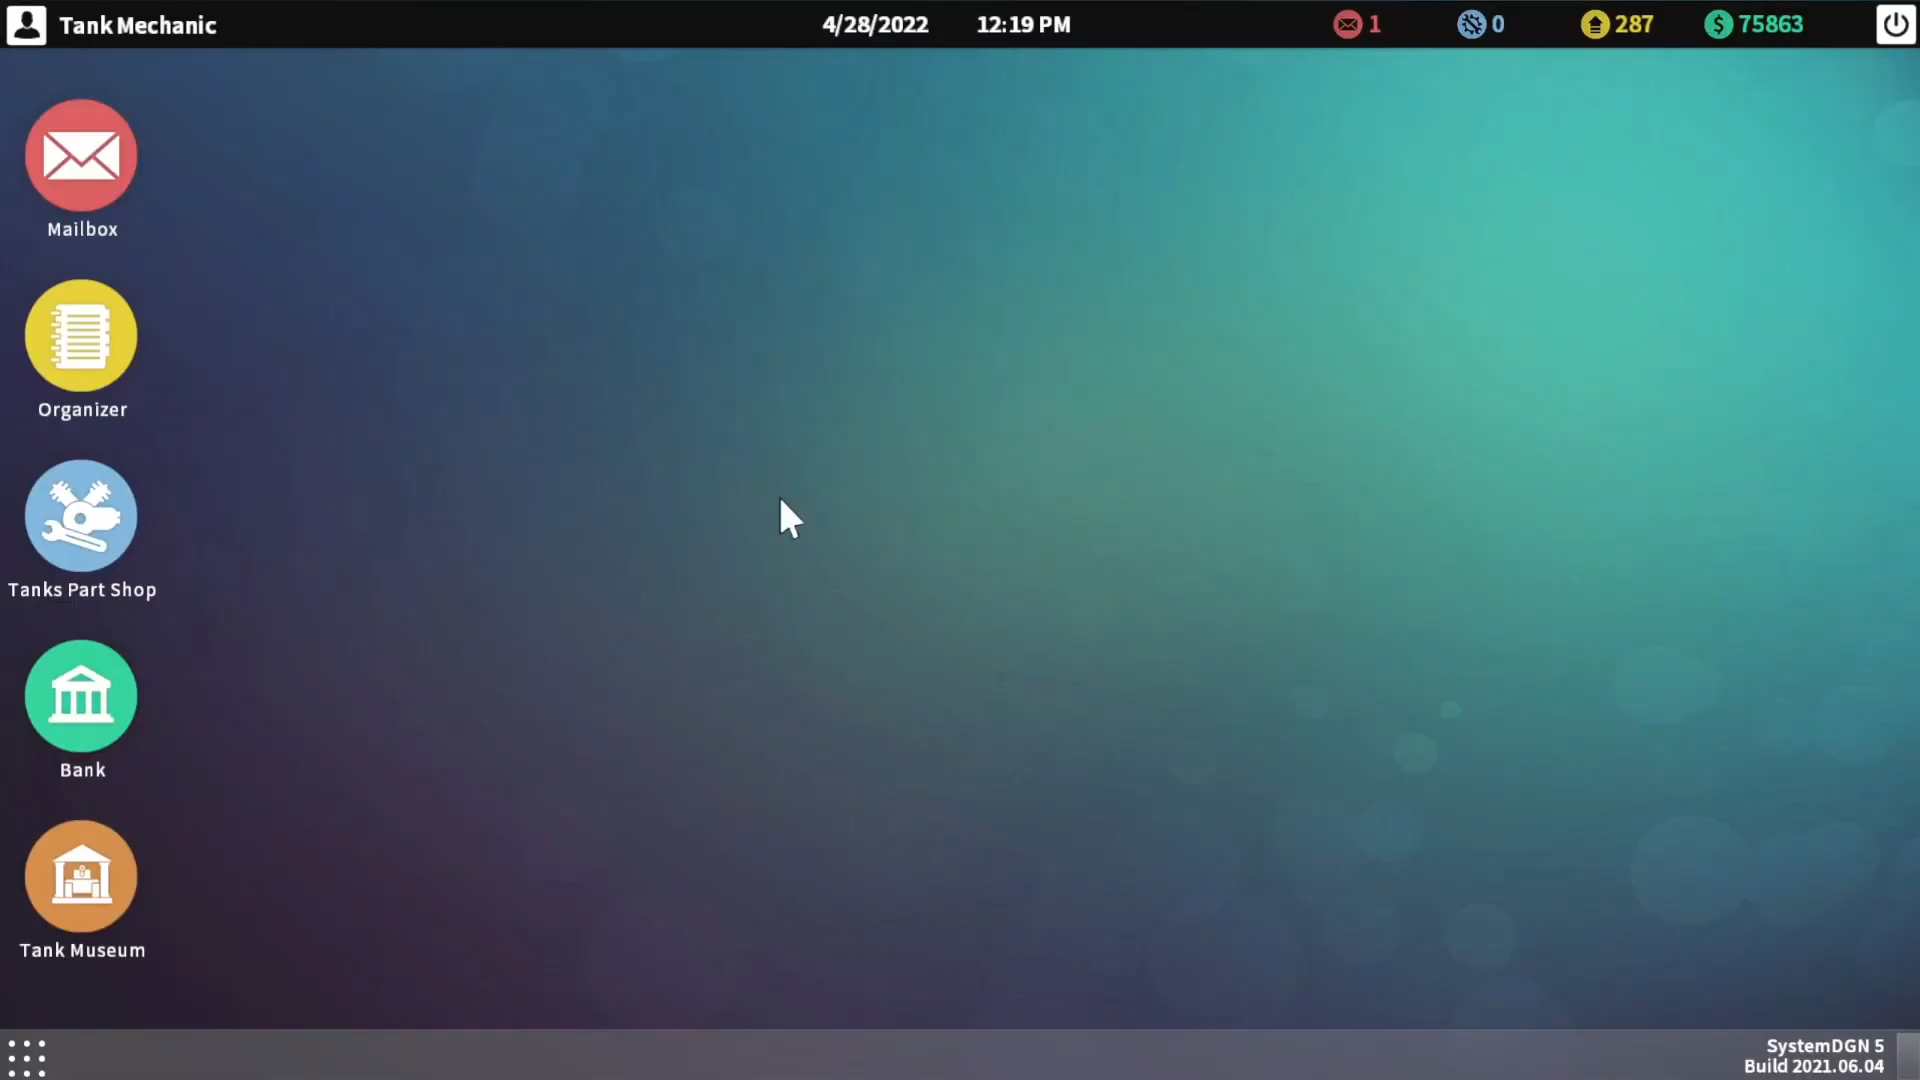 Tank Mechanic
4/28/2022
12:19 PM
1
0
287
$ 75863
Mailbox
Organizer
Tanks Part Shop
Bank
Tank Museum
SystemDGN 5
Build 2021.06.04